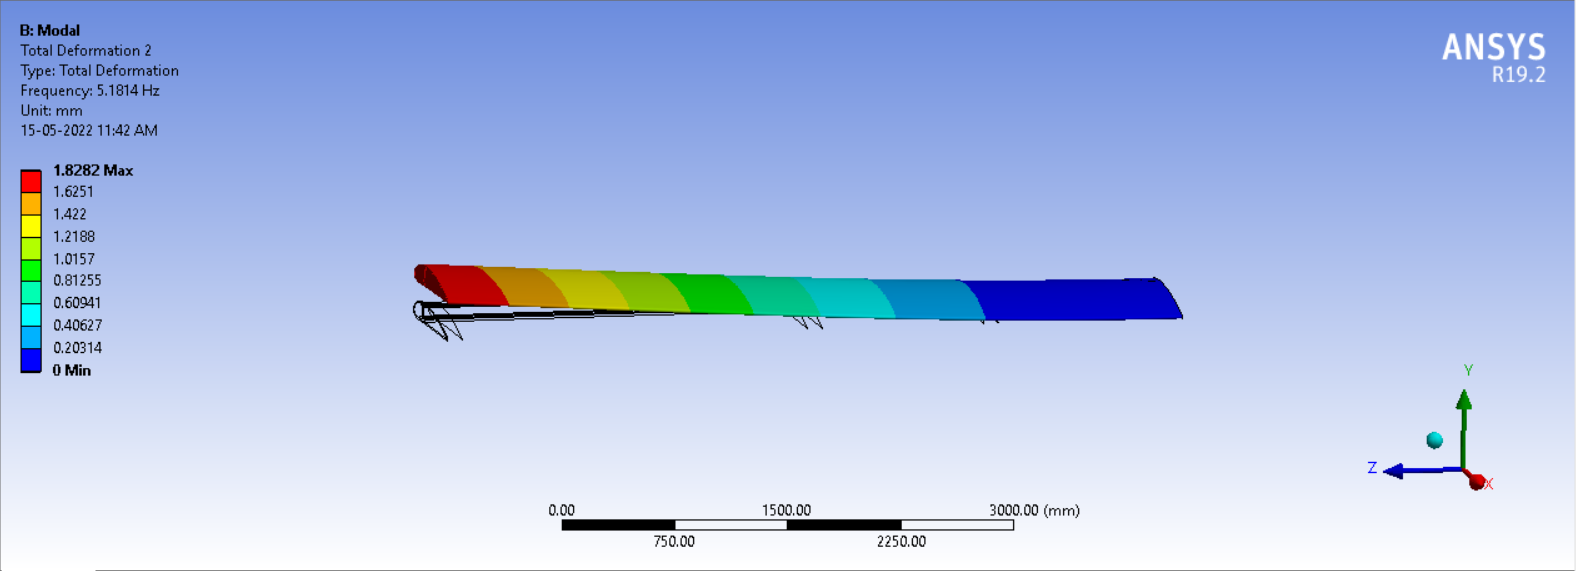 B: Modal
Total Deformation 2
Type: Total Deformation
Frequency: 5.1814 Hz
Unit: mm
15-05-2022 11:42 AM
ANSYS
R19.2
1.8282 Max
1.6251
1.422
1.2188
1.0157
0.81255
0.60941
0.40627
0.20314
0 Min
Y
Z
X
0.00 1500.00 3000.00 (mm)
750.00 2250.00